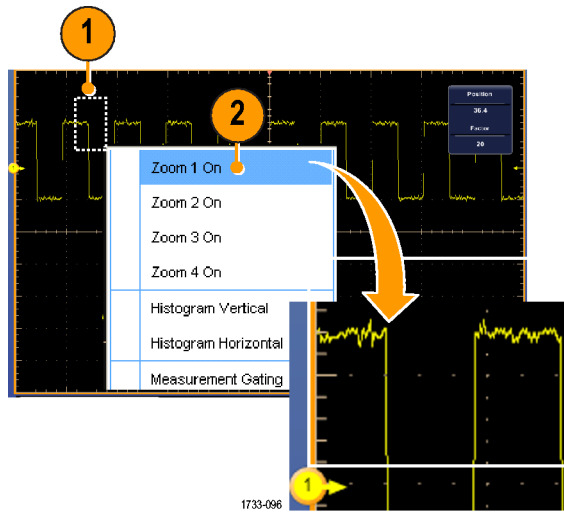 1
2
Position
36.4
Factor
20
Zoom 1 On
Zoom 2 On
Zoom 3 On
Zoom 4 On
Histogram Vertical
Histogram Horizontal
Measurement Gating
1
1733-096